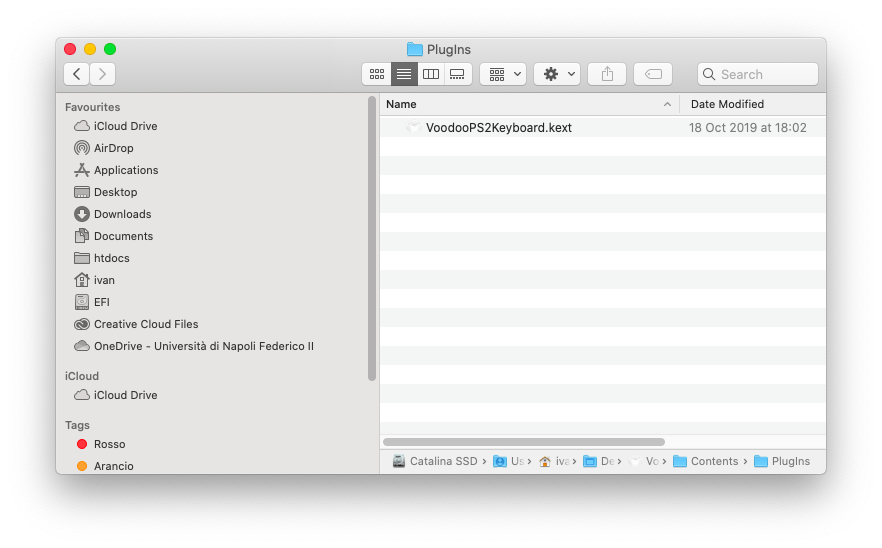 PlugIns
Search
Favourites
iCloud Drive
AirDrop
Applications
Desktop
Downloads
Documents
htdocs
ivan
EFI
Creative Cloud Files
OneDrive - Università di Napoli Federico II
iCloud
iCloud Drive
Tags
Rosso
Arancio
Name Date Modified
VoodooPS2Keyboard.kext 18 Oct 2019 at 18:02
Catalina SSD › Us › iva › De › Vo › Contents › PlugIns